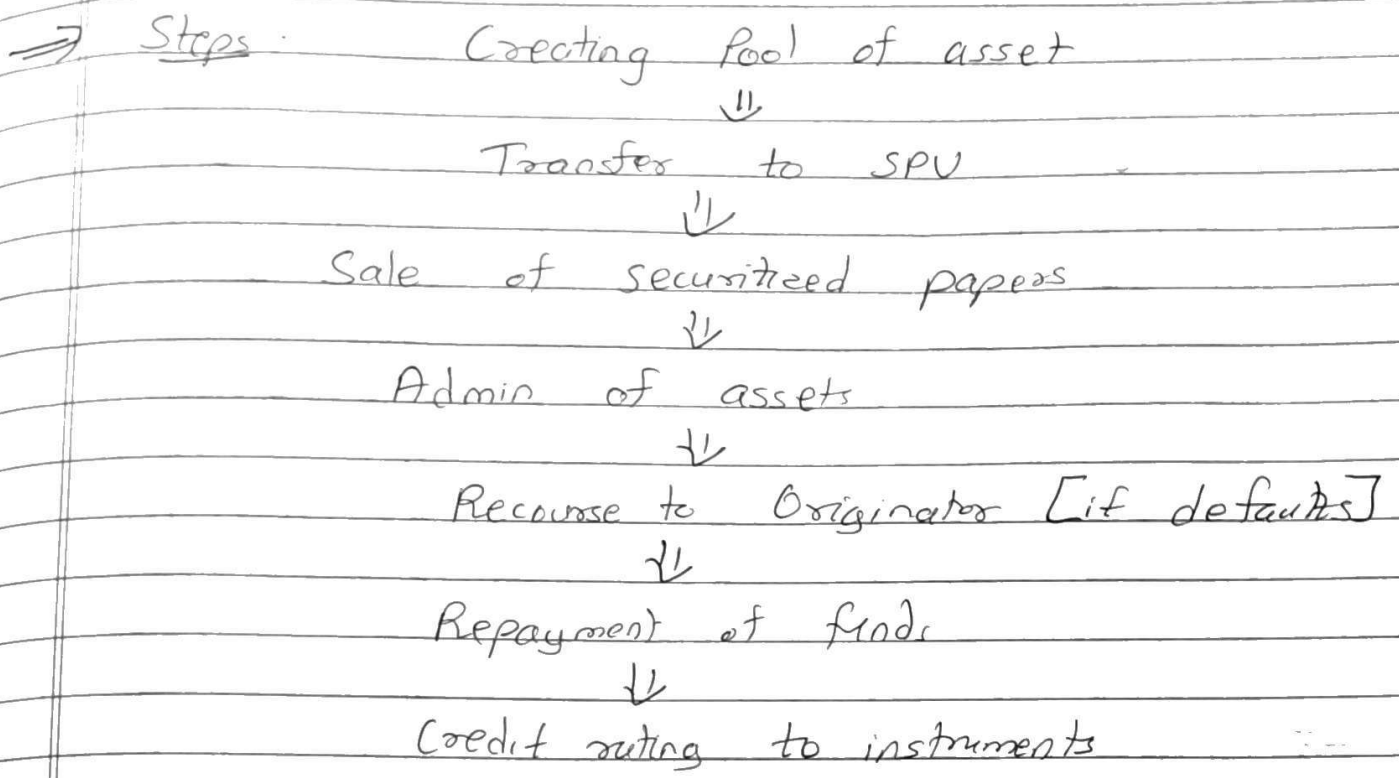 ⇒ Steps. Creating Pool of asset
⇓
Transfer to SPU
⇓
Sale of securitized papers
⇓
Admin of assets
⇓
Recourse to Originator [if defaults]
⇓
Repayment of funds
⇓
Credit rating to instruments